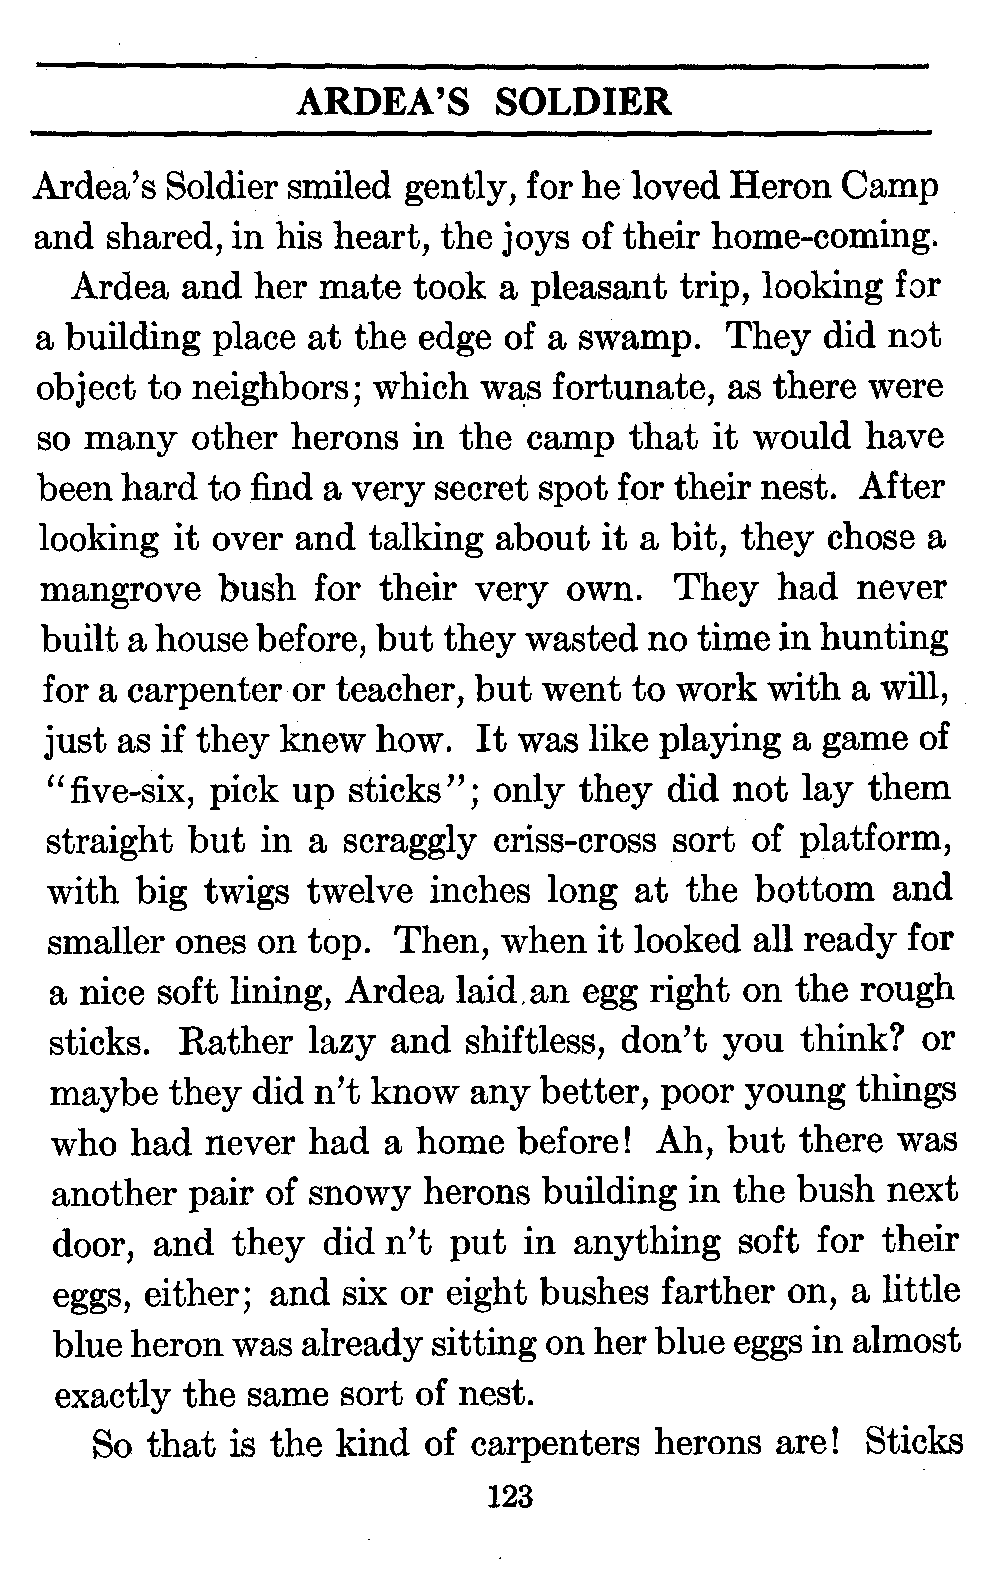 ARDEA'S SOLDIER
Ardea's Soldier smiled gently, for he loved Heron Camp
and shared, in his heart, the joys of their home-coming.
Ardea and her mate took a pleasant trip, looking for
a building place at the edge of a swamp. They did not
object to neighbors; which was fortunate, as there were
so many other herons in the camp that it would have
been hard to find a very secret spot for their nest. After
looking it over and talking about it a bit, they chose a
mangrove bush for their very own. They had never
built a house before, but they wasted no time in hunting
for a carpenter or teacher, but went to work with a will,
just as if they knew how. It was like playing a game of
“five-six, pick up sticks”; only they did not lay them
straight but in a scraggly criss-cross sort of platform,
with big twigs twelve inches long at the bottom and
smaller ones on top. Then, when it looked all ready for
a nice soft lining, Ardea laid an egg right on the rough
sticks. Rather lazy and shiftless, don't you think? or
maybe they did n't know any better, poor young things
who had never had a home before! Ah, but there was
another pair of snowy herons building in the bush next
door, and they did n't put in anything soft for their
eggs, either; and six or eight bushes farther on, a little
blue heron was already sitting on her blue eggs in almost
exactly the same sort of nest.
So that is the kind of carpenters herons are! Sticks
123